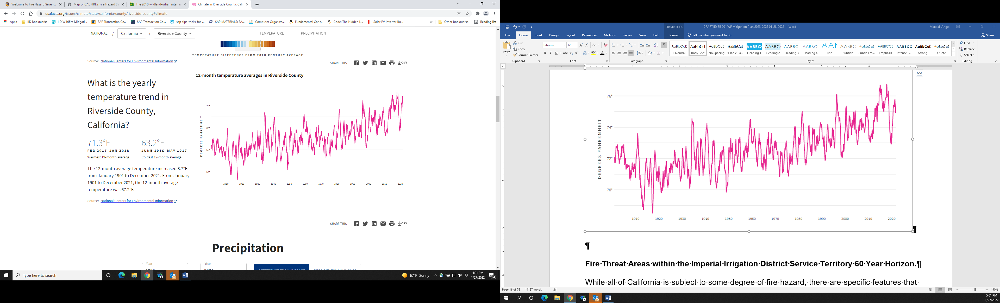 Welcome to Fire Hazard Severity
Map of CAL FIRE's Fire Hazard Se
The 2010 wildland-urban interfac
Climate in Riverside County, Cali
usafacts.org/issues/climate/state/california/county/riverside-county#climate
Apps
IID Bookmarks
IID Wildfire Mitigati...
SAP Transaction Co...
SAP Transaction Co...
sap-tips-tricks-for-...
SAP MATERIALS: SA...
Computer Organiza...
Fundamental Conc...
Code: The Hidden L...
Solar PV Inverter Bu...
»
Other bookmarks
Reading list
NATIONAL / California / Riverside County
TEMPERATURE
PRECIPITATION
TEMPERATURE DIFFERENCE FROM 20TH CENTURY AVERAGE
Source: National Centers for Environmental Information
SHARE THIS
CSV
What is the yearly
temperature trend in
Riverside County,
California?
71.3°F
FEB 2017–JAN 2018
Warmest 12-month average
63.2°F
JUNE 1916–MAY 1917
Coldest 12-month average
The 12-month average temperature increased 3.7°F
from January 1901 to December 2021. From January
1901 to December 2021, the 12-month average
temperature was 67.2°F.
Source: National Centers for Environmental Information
12-month temperature averages in Riverside County
DEGREES FAHRENHEIT
70°
68°
66°
64°
1910 1920 1930 1940 1950 1960 1970 1980 1990 2000 2010 2020
SHARE THIS
CSV
Precipitation
Year
Year
Type here to search
67°F Sunny
5:01 PM
1/27/2022
24
Picture Tools
DRAFT IID SB 901 WF Mitigation Plan 2023-2025 01-28-2022 - Word
Marcial, Angel
File Home Insert Design Layout References Mailings Review View Help Format Tell me what you want to do
Share
Paste
Cut
Copy
Format Painter
Clipboard
Tahoma 12
Font
Paragraph
AaBbCcD ¶ Normal
AaBbCcI Body Text
AaBbCcD No Spacing
AaBbCcI ¶ Table Pa...
AABBC Heading 1
AABBC Heading 2
AABBC Heading 3
AABBC Heading 4
AAE Title
AABBC Subtitle
AaBbCcD Subtle Em...
AABBCC Emphasis
AABBCC Intense E...
AaBbCcD Strong
AaBbCcD Quote
Styles
Find
Replace
Select
Editing
76°
74°
72°
70°
DEGREES FAHRENHEIT
1910 1920 1930 1940 1950 1960 1970 1980 1990 2000 2010 2020
¶
¶
Fire·Threat·Areas·within·the·Imperial·Irrigation·District·Service·Territory·60·Year·Horizon.¶
While·all·of·California·is·subject·to·some·degree·of·fire·hazard,·there·are·specific·features·that·
Page 16 of 76
14187 words
190%
5:01 PM
1/27/2022